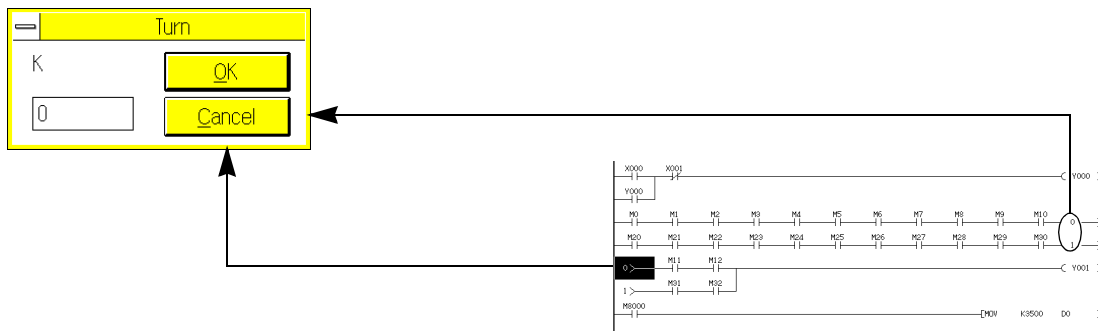 Turn
K
OK
0
Cancel
X000 X001
Y000
Y000
M0 M1 M2 M3 M4 M5 M6 M7 M8 M9 M10 0
M20 M21 M22 M23 M24 M25 M26 M27 M28 M29 M30 1
0 M11 M12 Y001
1 M31 M32
M8000
MOV K3500 D0